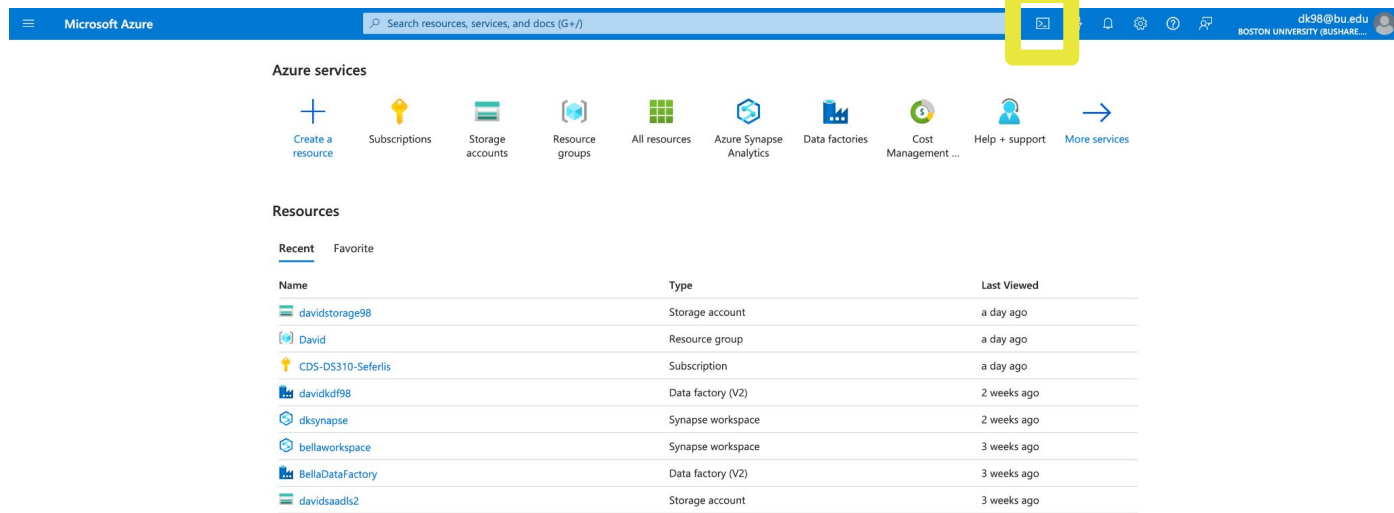 Microsoft Azure
Search resources, services, and docs (G+/)
dk98@bu.edu
BOSTON UNIVERSITY (BUSHARE....
Azure services
Create a resource
Subscriptions
Storage accounts
Resource groups
All resources
Azure Synapse Analytics
Data factories
Cost Management ...
Help + support
More services
Resources
Recent Favorite
Name Type Last Viewed
davidstorage98 Storage account a day ago
David Resource group a day ago
CDS-DS310-Seferlis Subscription a day ago
davidkdf98 Data factory (V2) 2 weeks ago
dksynapse Synapse workspace 2 weeks ago
bellaworkspace Synapse workspace 3 weeks ago
BellaDataFactory Data factory (V2) 3 weeks ago
davidsaadls2 Storage account 3 weeks ago